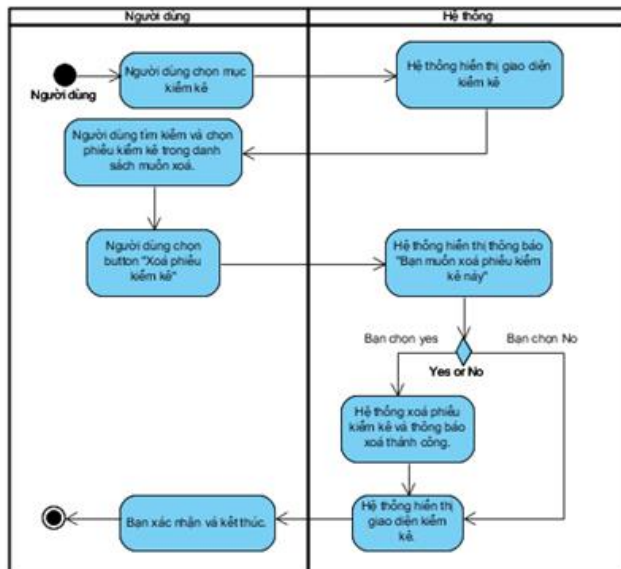 Người dùng
Hệ thống
Người dùng
Người dùng chọn mục
kiểm kê
Hệ thống hiển thị giao diện
kiểm kê
Người dùng tìm kiếm và chọn
phiếu kiểm kê trong danh
sách muốn xoá.
Người dùng chọn
button "Xoá phiếu
kiểm kê"
Hệ thống hiển thị thông báo
"Bạn muốn xoá phiếu kiểm
kê này"
Bạn chọn yes
Bạn chọn No
Yes or No
Hệ thống xoá phiếu
kiểm kê và thông báo
xoá thành công.
Hệ thống hiển thị
giao diện kiểm
kê.
Bạn xác nhận và kết thúc.